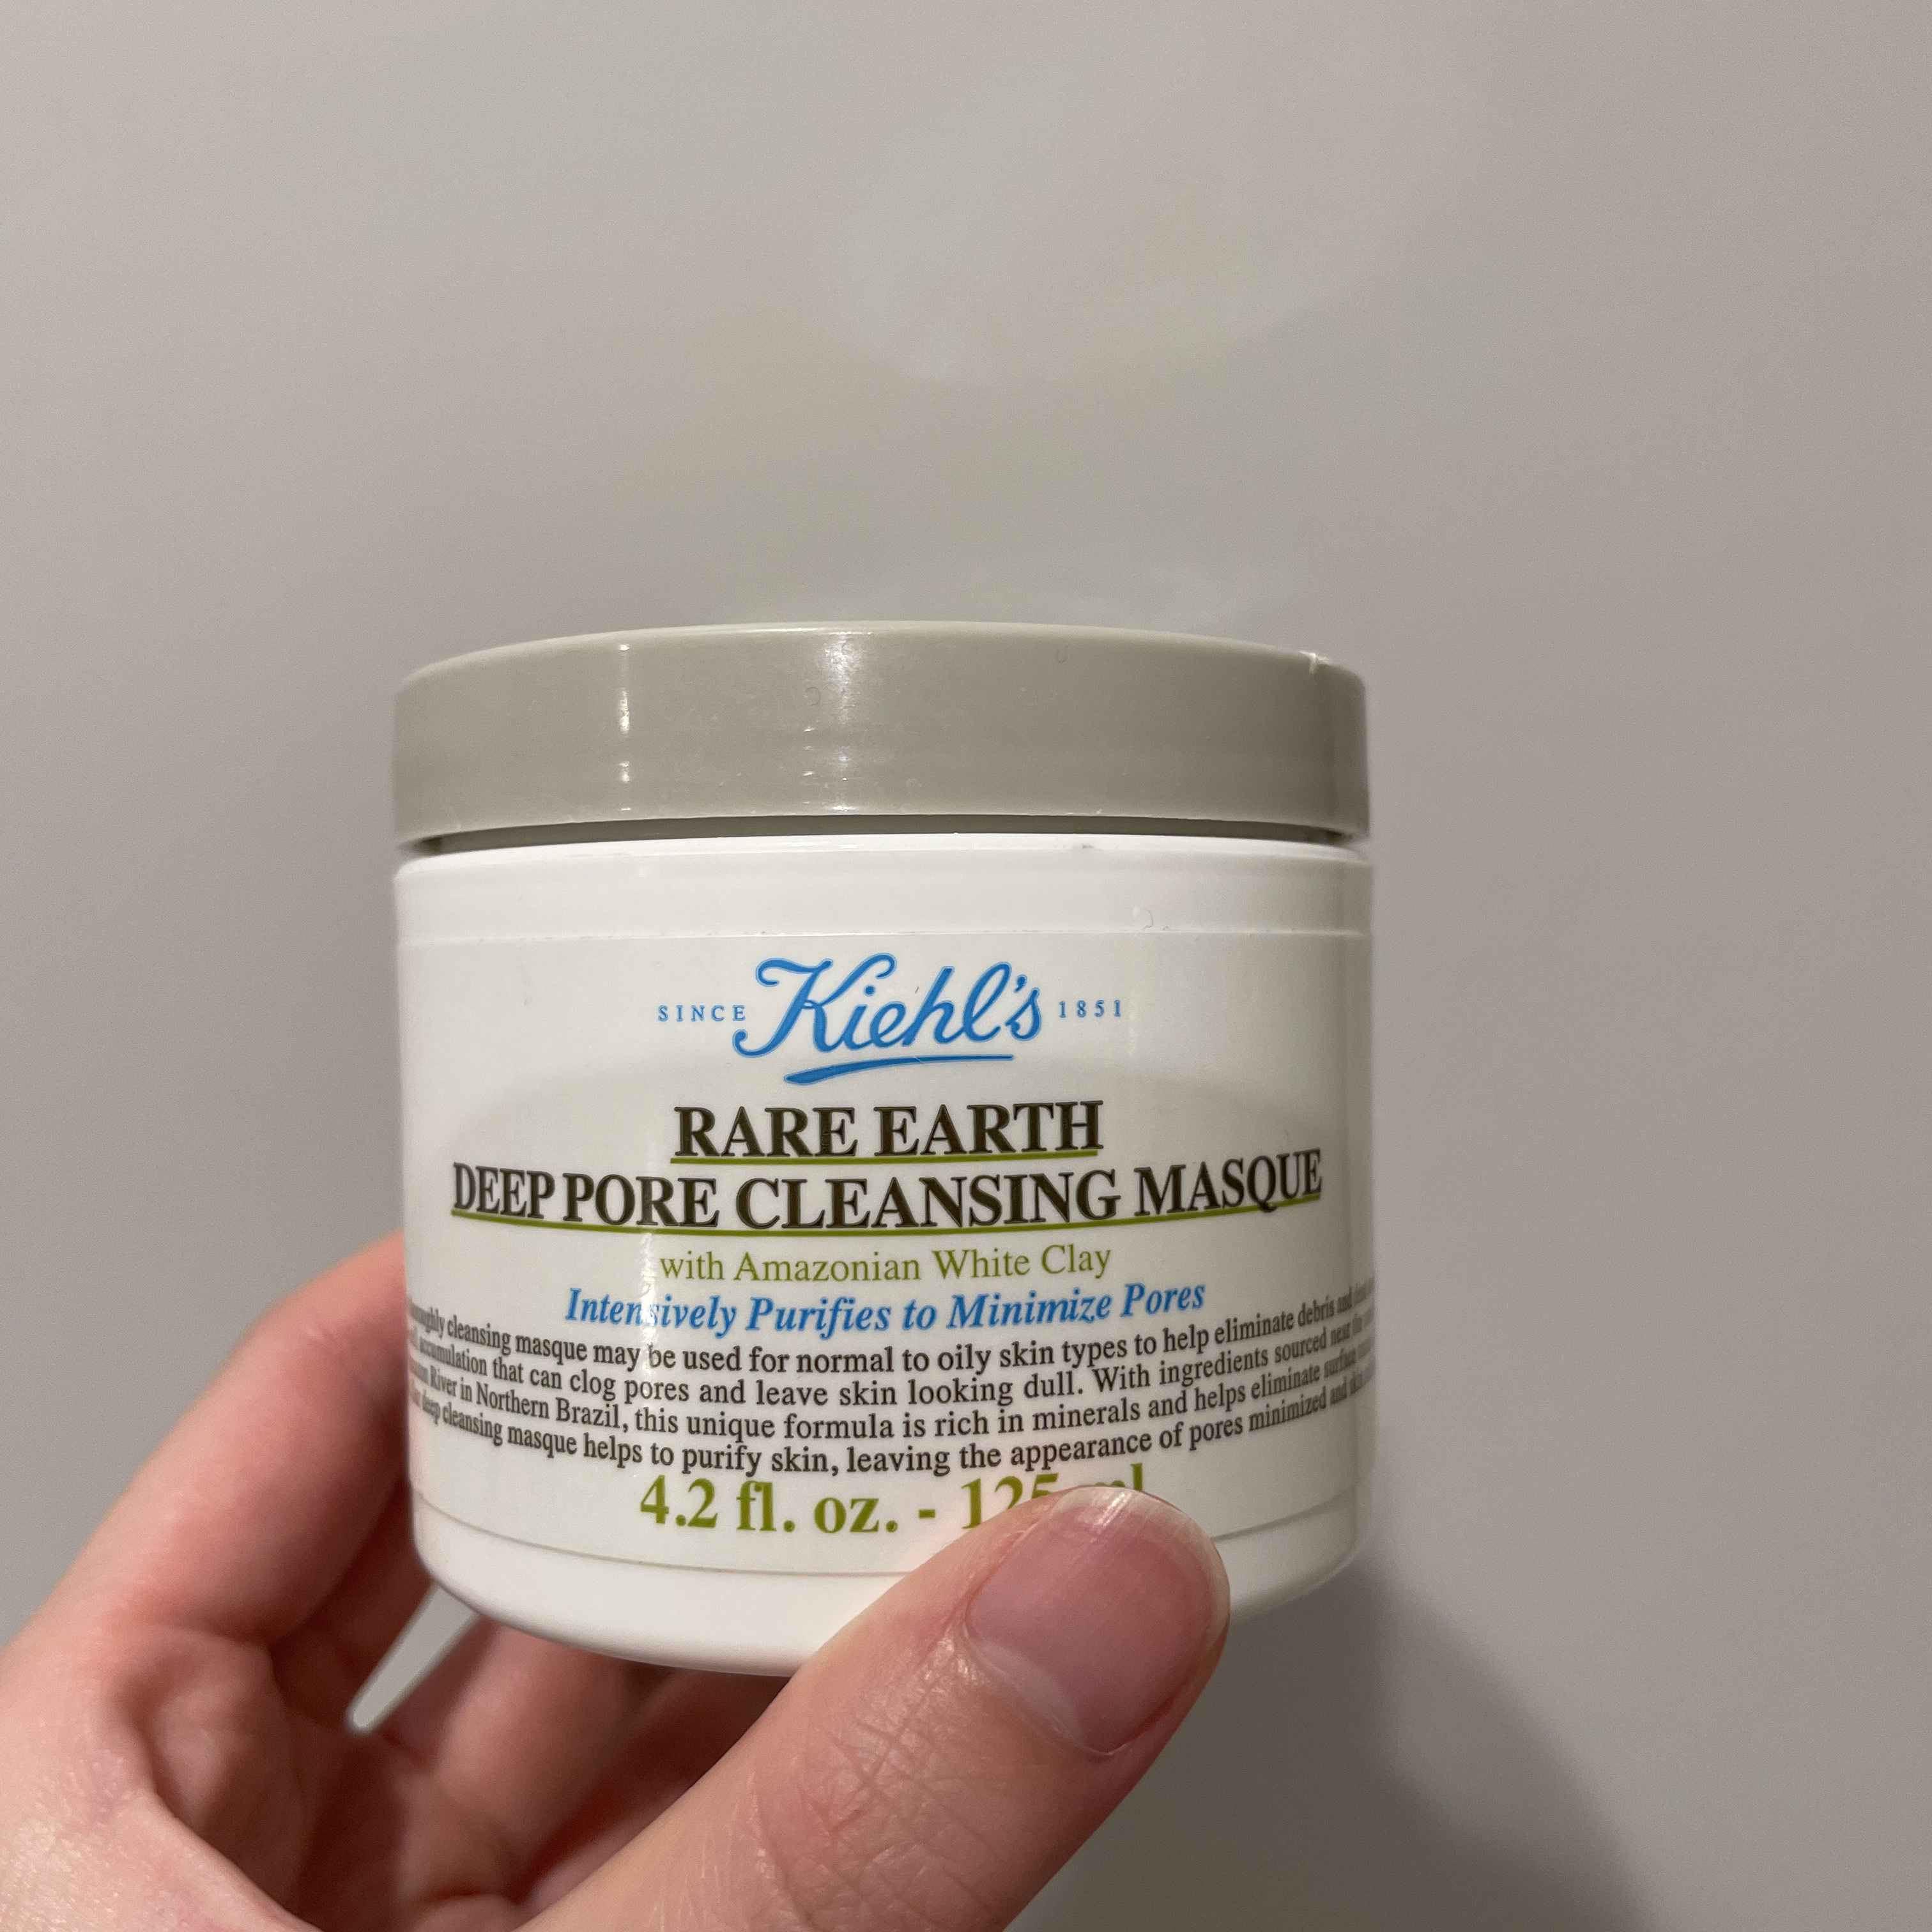 SINCE Kiehl's 1851
RARE EARTH
DEEP PORE CLEANSING MASQUE
with Amazonian White Clay
Intensively Purifies to Minimize Pores
cleansing masque may be used for normal to oily skin types to help eliminate debris and
accumulation that can clog pores and leave skin looking dull. With ingredients sourced near the
River in Northern Brazil, this unique formula is rich in minerals and helps eliminate surface
deep cleansing masque helps to purify skin, leaving the appearance of pores minimized and skin
4.2 fl. oz. - 125 ml